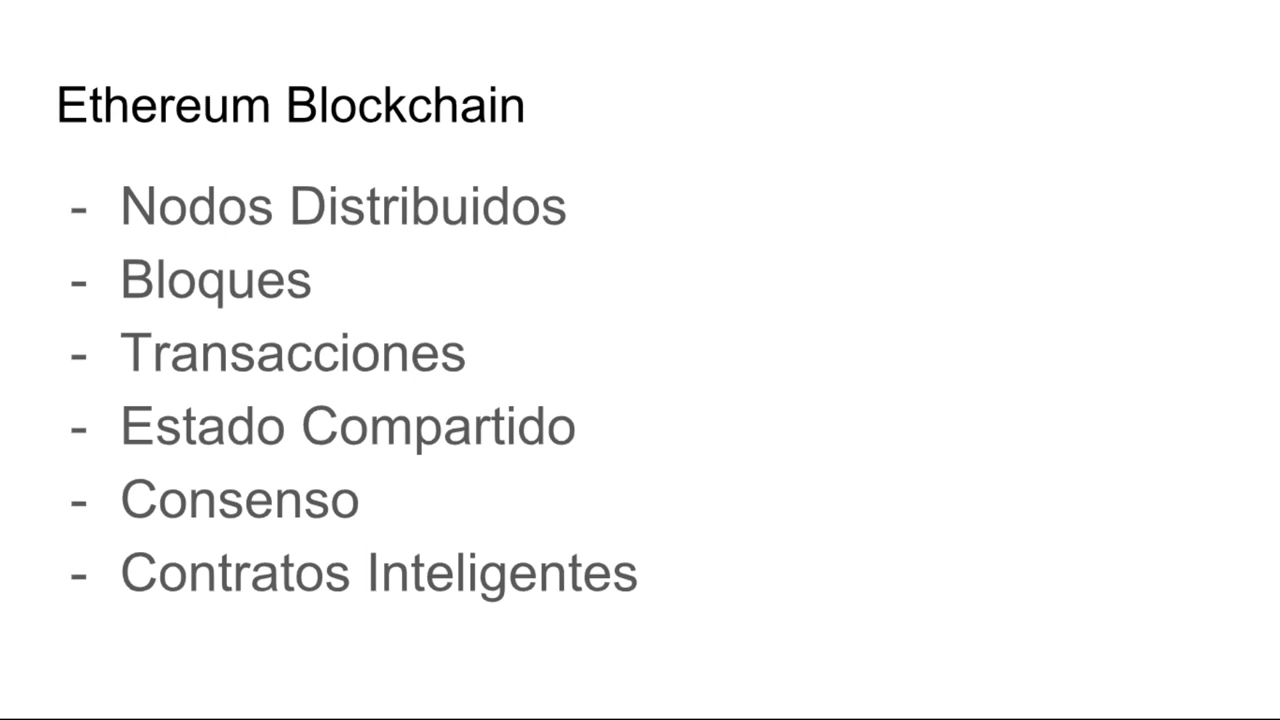 Ethereum Blockchain
- Nodos Distribuidos
- Bloques
- Transacciones
- Estado Compartido
- Consenso
- Contratos Inteligentes